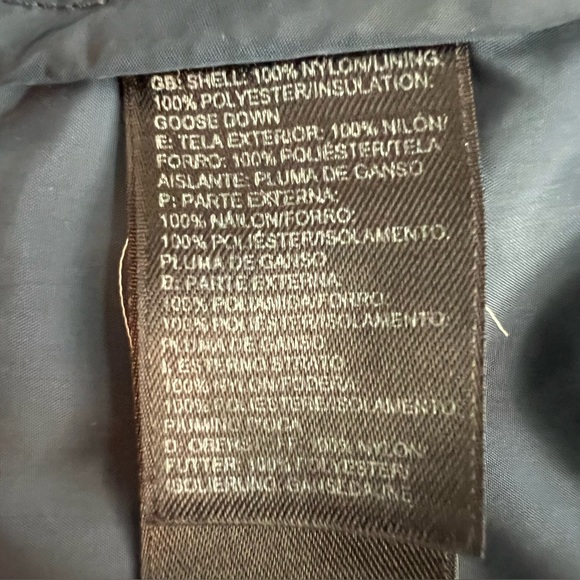 GB: SHELL: 100% NYLON/LINING:
100% POLYESTER/INSULATION:
GOOSE DOWN
E: TELA EXTERIOR: 100% NILÓN/
FORRO: 100% POLIÉSTER/TELA
AISLANTE: PLUMA DE GANSO
P: PARTE EXTERNA:
100% NÁILON/FORRO:
100% POLIÉSTER/ISOLAMENTO:
PLUMA DE GANSO
B: PARTE EXTERNA:
100% POLIAMIDA/FORRO:
100% POLIÉSTER/ISOLAMENTO:
PLUMA DE GANSO
I: ESTERNO STRATO:
100% NYLON/FODERA:
100% POLIESTERE/ISOLAMENTO:
PIUMINO D'OCA
100% NYLON/
FUTTER: 100% POLYESTER/
ISOLIERUNG: GÄNSEDAUNE